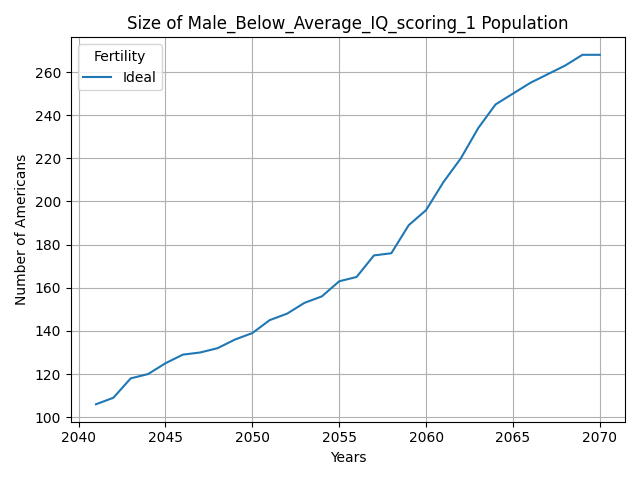 Size of Male_Below_Average_IQ_scoring_1 Population
Fertility
Ideal
Number of Americans
260
240
220
200
180
160
140
120
100
2040 2045 2050 2055 2060 2065 2070
Years